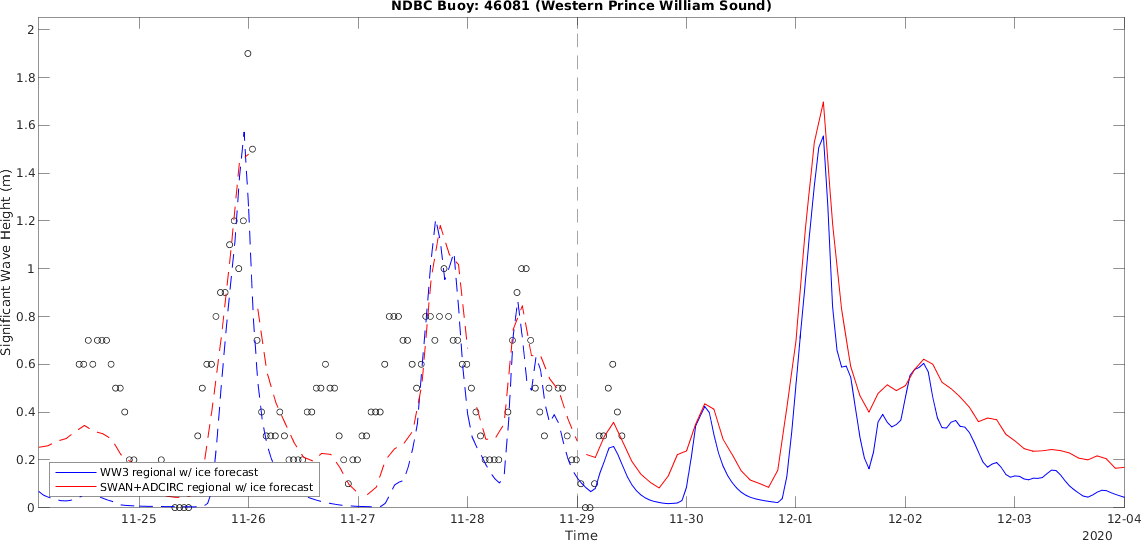 NDBC Buoy: 46081 (Western Prince William Sound)
Significant Wave Height (m)
2
1.8
1.6
1.4
1.2
1
0.8
0.6
0.4
0.2
0
WW3 regional w/ ice forecast
SWAN+ADCIRC regional w/ ice forecast
11-25 11-26 11-27 11-28 11-29 11-30 12-01 12-02 12-03 12-04
Time
2020